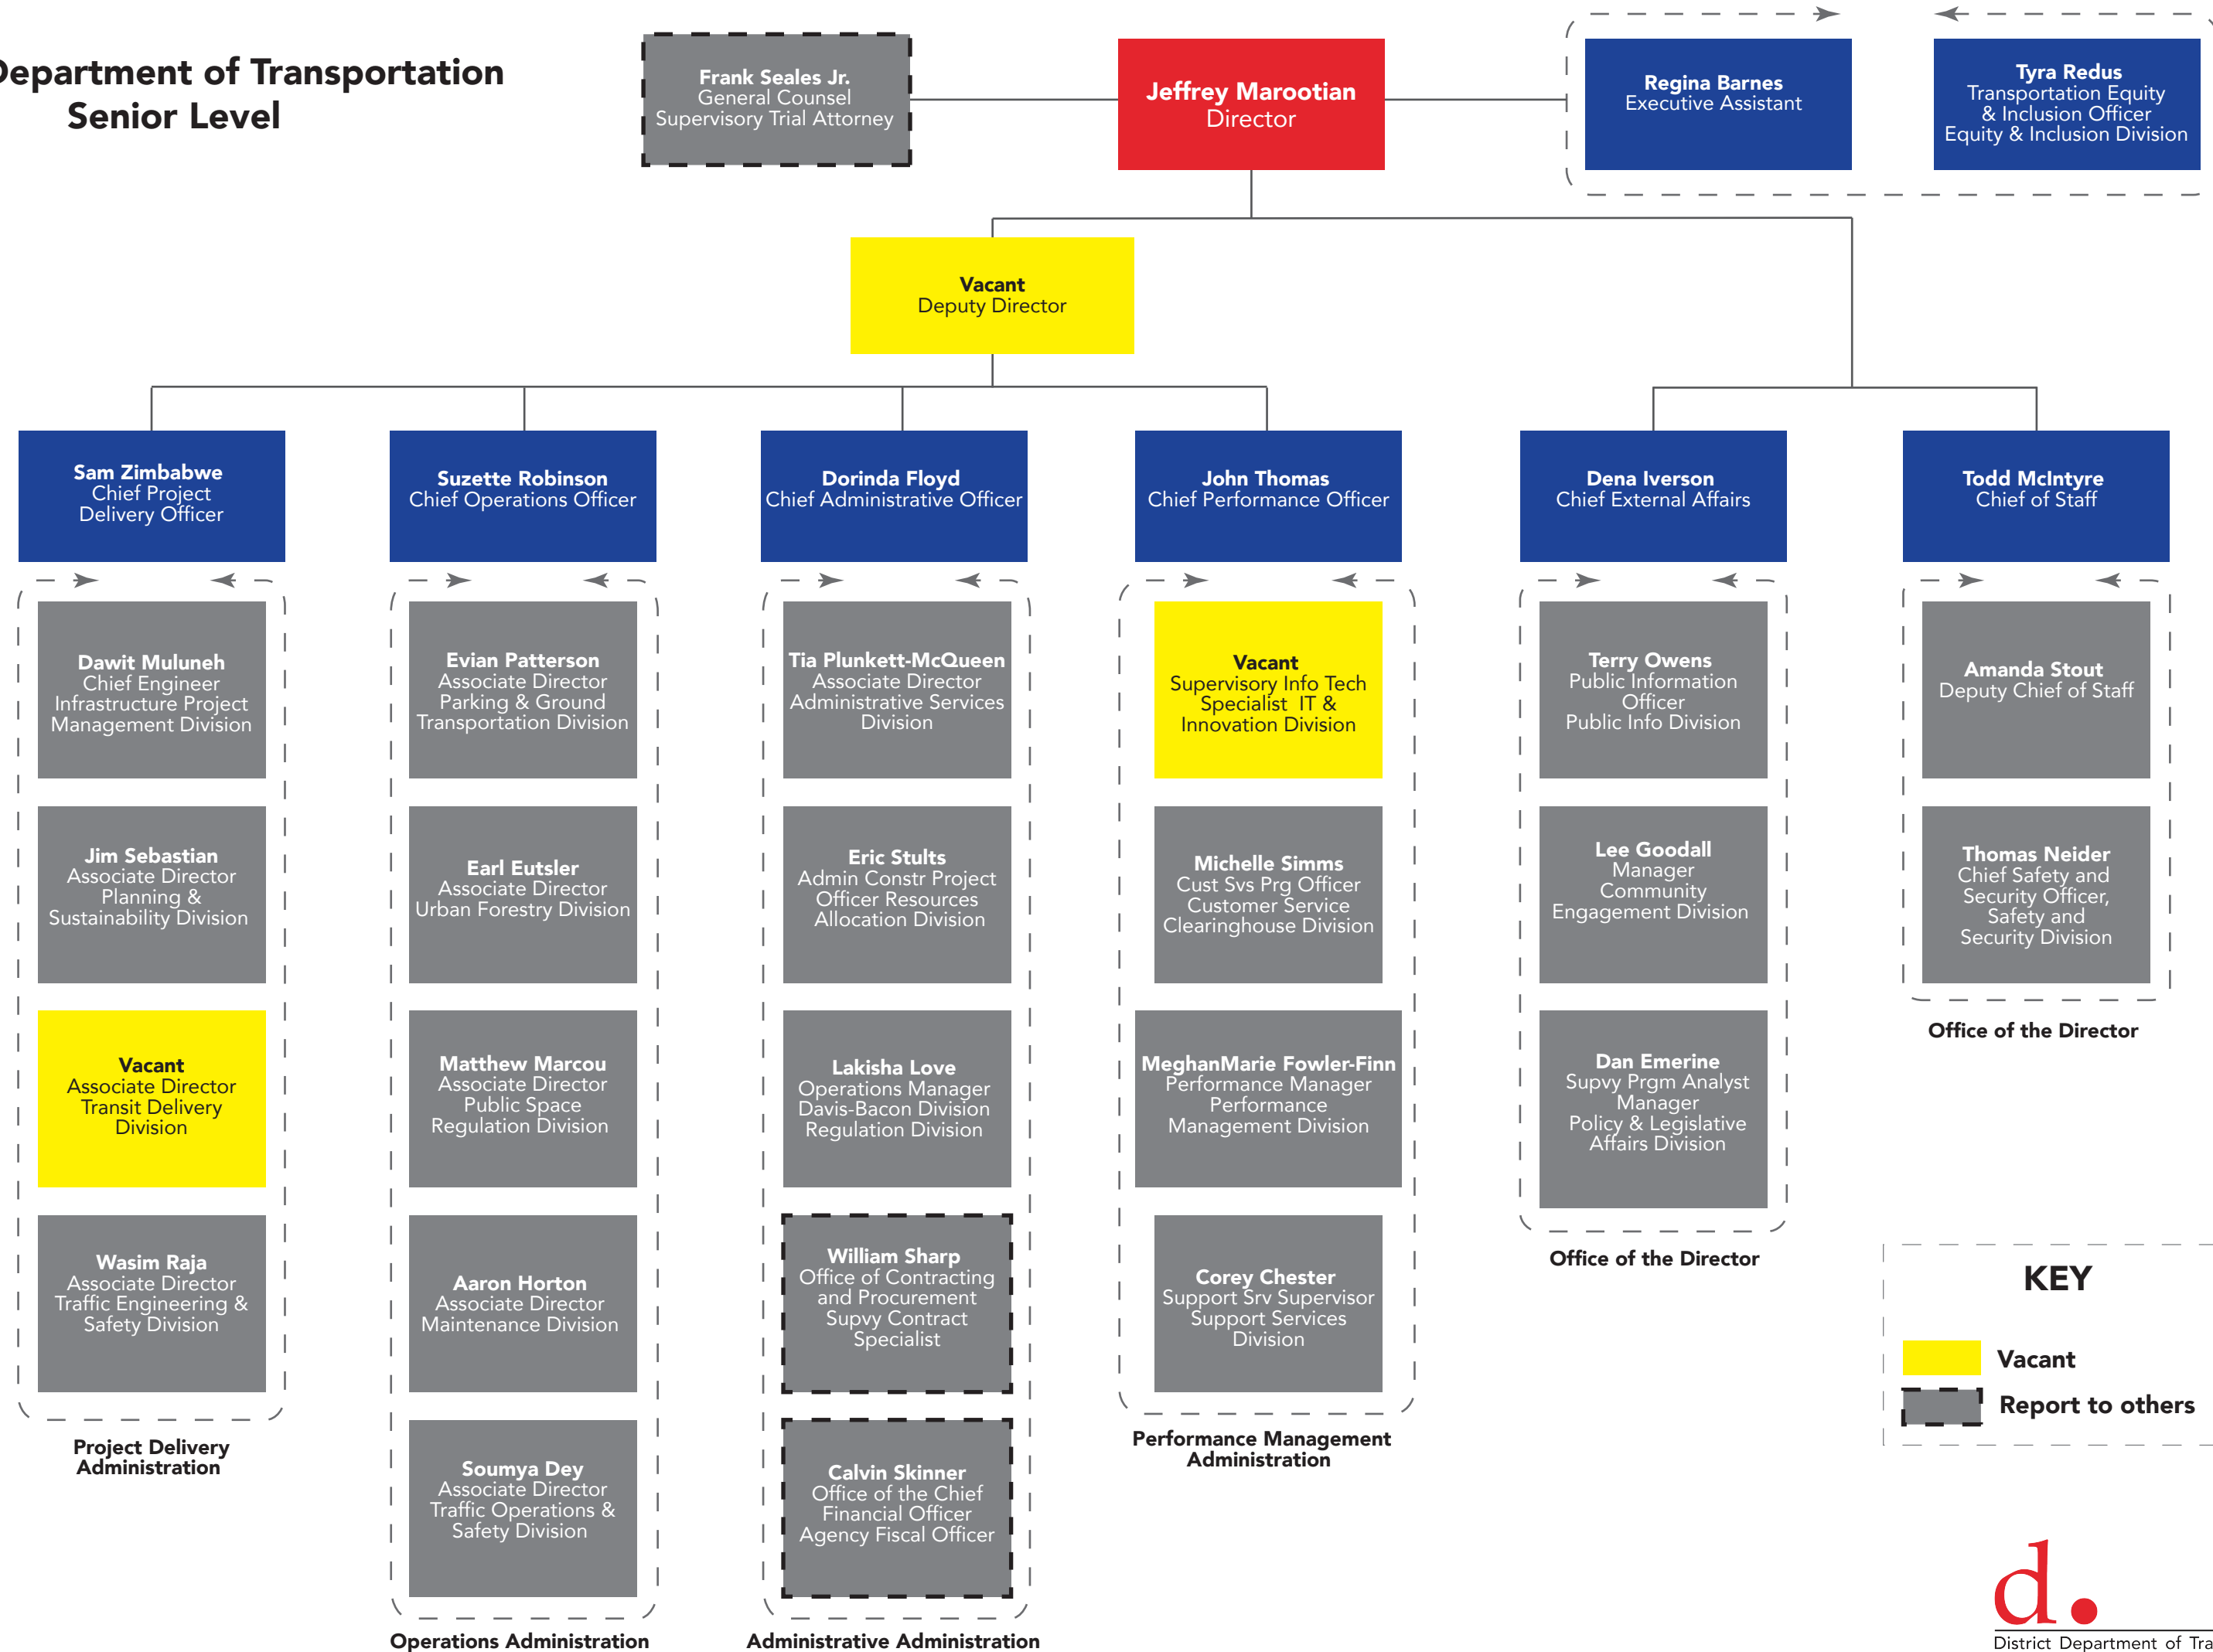 Department of Transportation
Senior Level
Frank Seales Jr.
General Counsel
Supervisory Trial Attorney
Jeffrey Marootian
Director
Regina Barnes
Executive Assistant
Tyra Redus
Transportation Equity
& Inclusion Officer
Equity & Inclusion Division
Vacant
Deputy Director
Sam Zimbabwe
Chief Project
Delivery Officer
Suzette Robinson
Chief Operations Officer
Dorinda Floyd
Chief Administrative Officer
John Thomas
Chief Performance Officer
Dena Iverson
Chief External Affairs
Todd McIntyre
Chief of Staff
Dawit Muluneh
Chief Engineer
Infrastructure Project
Management Division
Jim Sebastian
Associate Director
Planning &
Sustainability Division
Vacant
Associate Director
Transit Delivery
Division
Wasim Raja
Associate Director
Traffic Engineering &
Safety Division
Project Delivery
Administration
Evian Patterson
Associate Director
Parking & Ground
Transportation Division
Earl Eutsler
Associate Director
Urban Forestry Division
Matthew Marcou
Associate Director
Public Space
Regulation Division
Aaron Horton
Associate Director
Maintenance Division
Soumya Dey
Associate Director
Traffic Operations &
Safety Division
Operations Administration
Tia Plunkett-McQueen
Associate Director
Administrative Services
Division
Eric Stults
Admin Constr Project
Officer Resources
Allocation Division
Lakisha Love
Operations Manager
Davis-Bacon Division
Regulation Division
William Sharp
Office of Contracting
and Procurement
Supvy Contract
Specialist
Calvin Skinner
Office of the Chief
Financial Officer
Agency Fiscal Officer
Administrative Administration
Vacant
Supervisory Info Tech
Specialist IT &
Innovation Division
Michelle Simms
Cust Svs Prg Officer
Customer Service
Clearinghouse Division
MeghanMarie Fowler-Finn
Performance Manager
Performance
Management Division
Corey Chester
Support Srv Supervisor
Support Services
Division
Performance Management
Administration
Terry Owens
Public Information
Officer
Public Info Division
Lee Goodall
Manager
Community
Engagement Division
Dan Emerine
Supvy Prgm Analyst
Manager
Policy & Legislative
Affairs Division
Office of the Director
Amanda Stout
Deputy Chief of Staff
Thomas Neider
Chief Safety and
Security Officer,
Safety and
Security Division
Office of the Director
KEY
Vacant
Report to others
d.
District Department of Tra